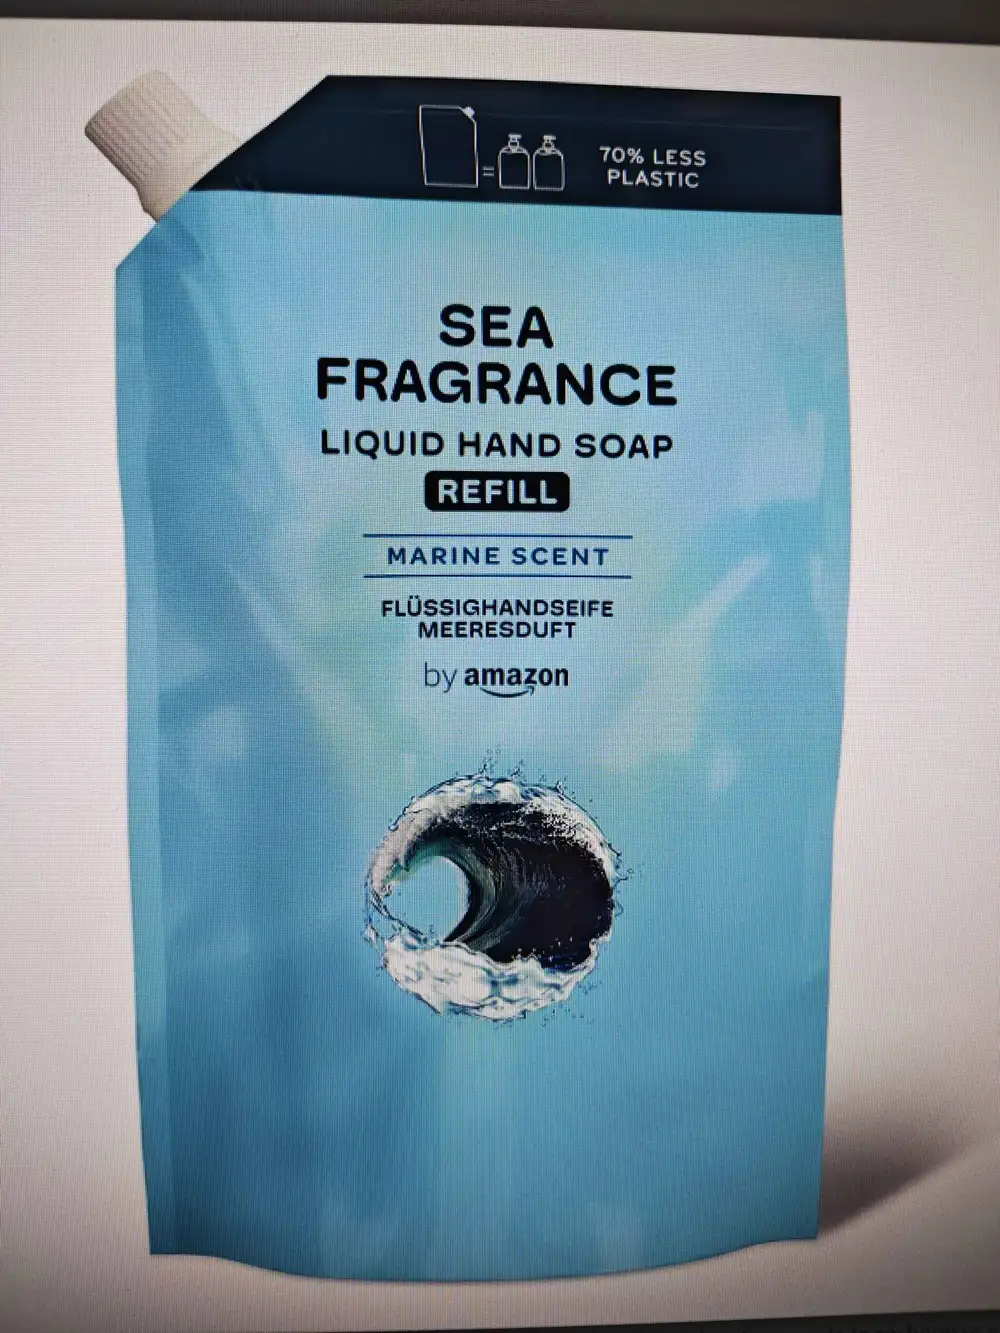 70% LESS
PLASTIC
=
SEA
FRAGRANCE
LIQUID HAND SOAP
REFILL
MARINE SCENT
FLÜSSIGHANDSEIFE
MEERESDUFT
by amazon